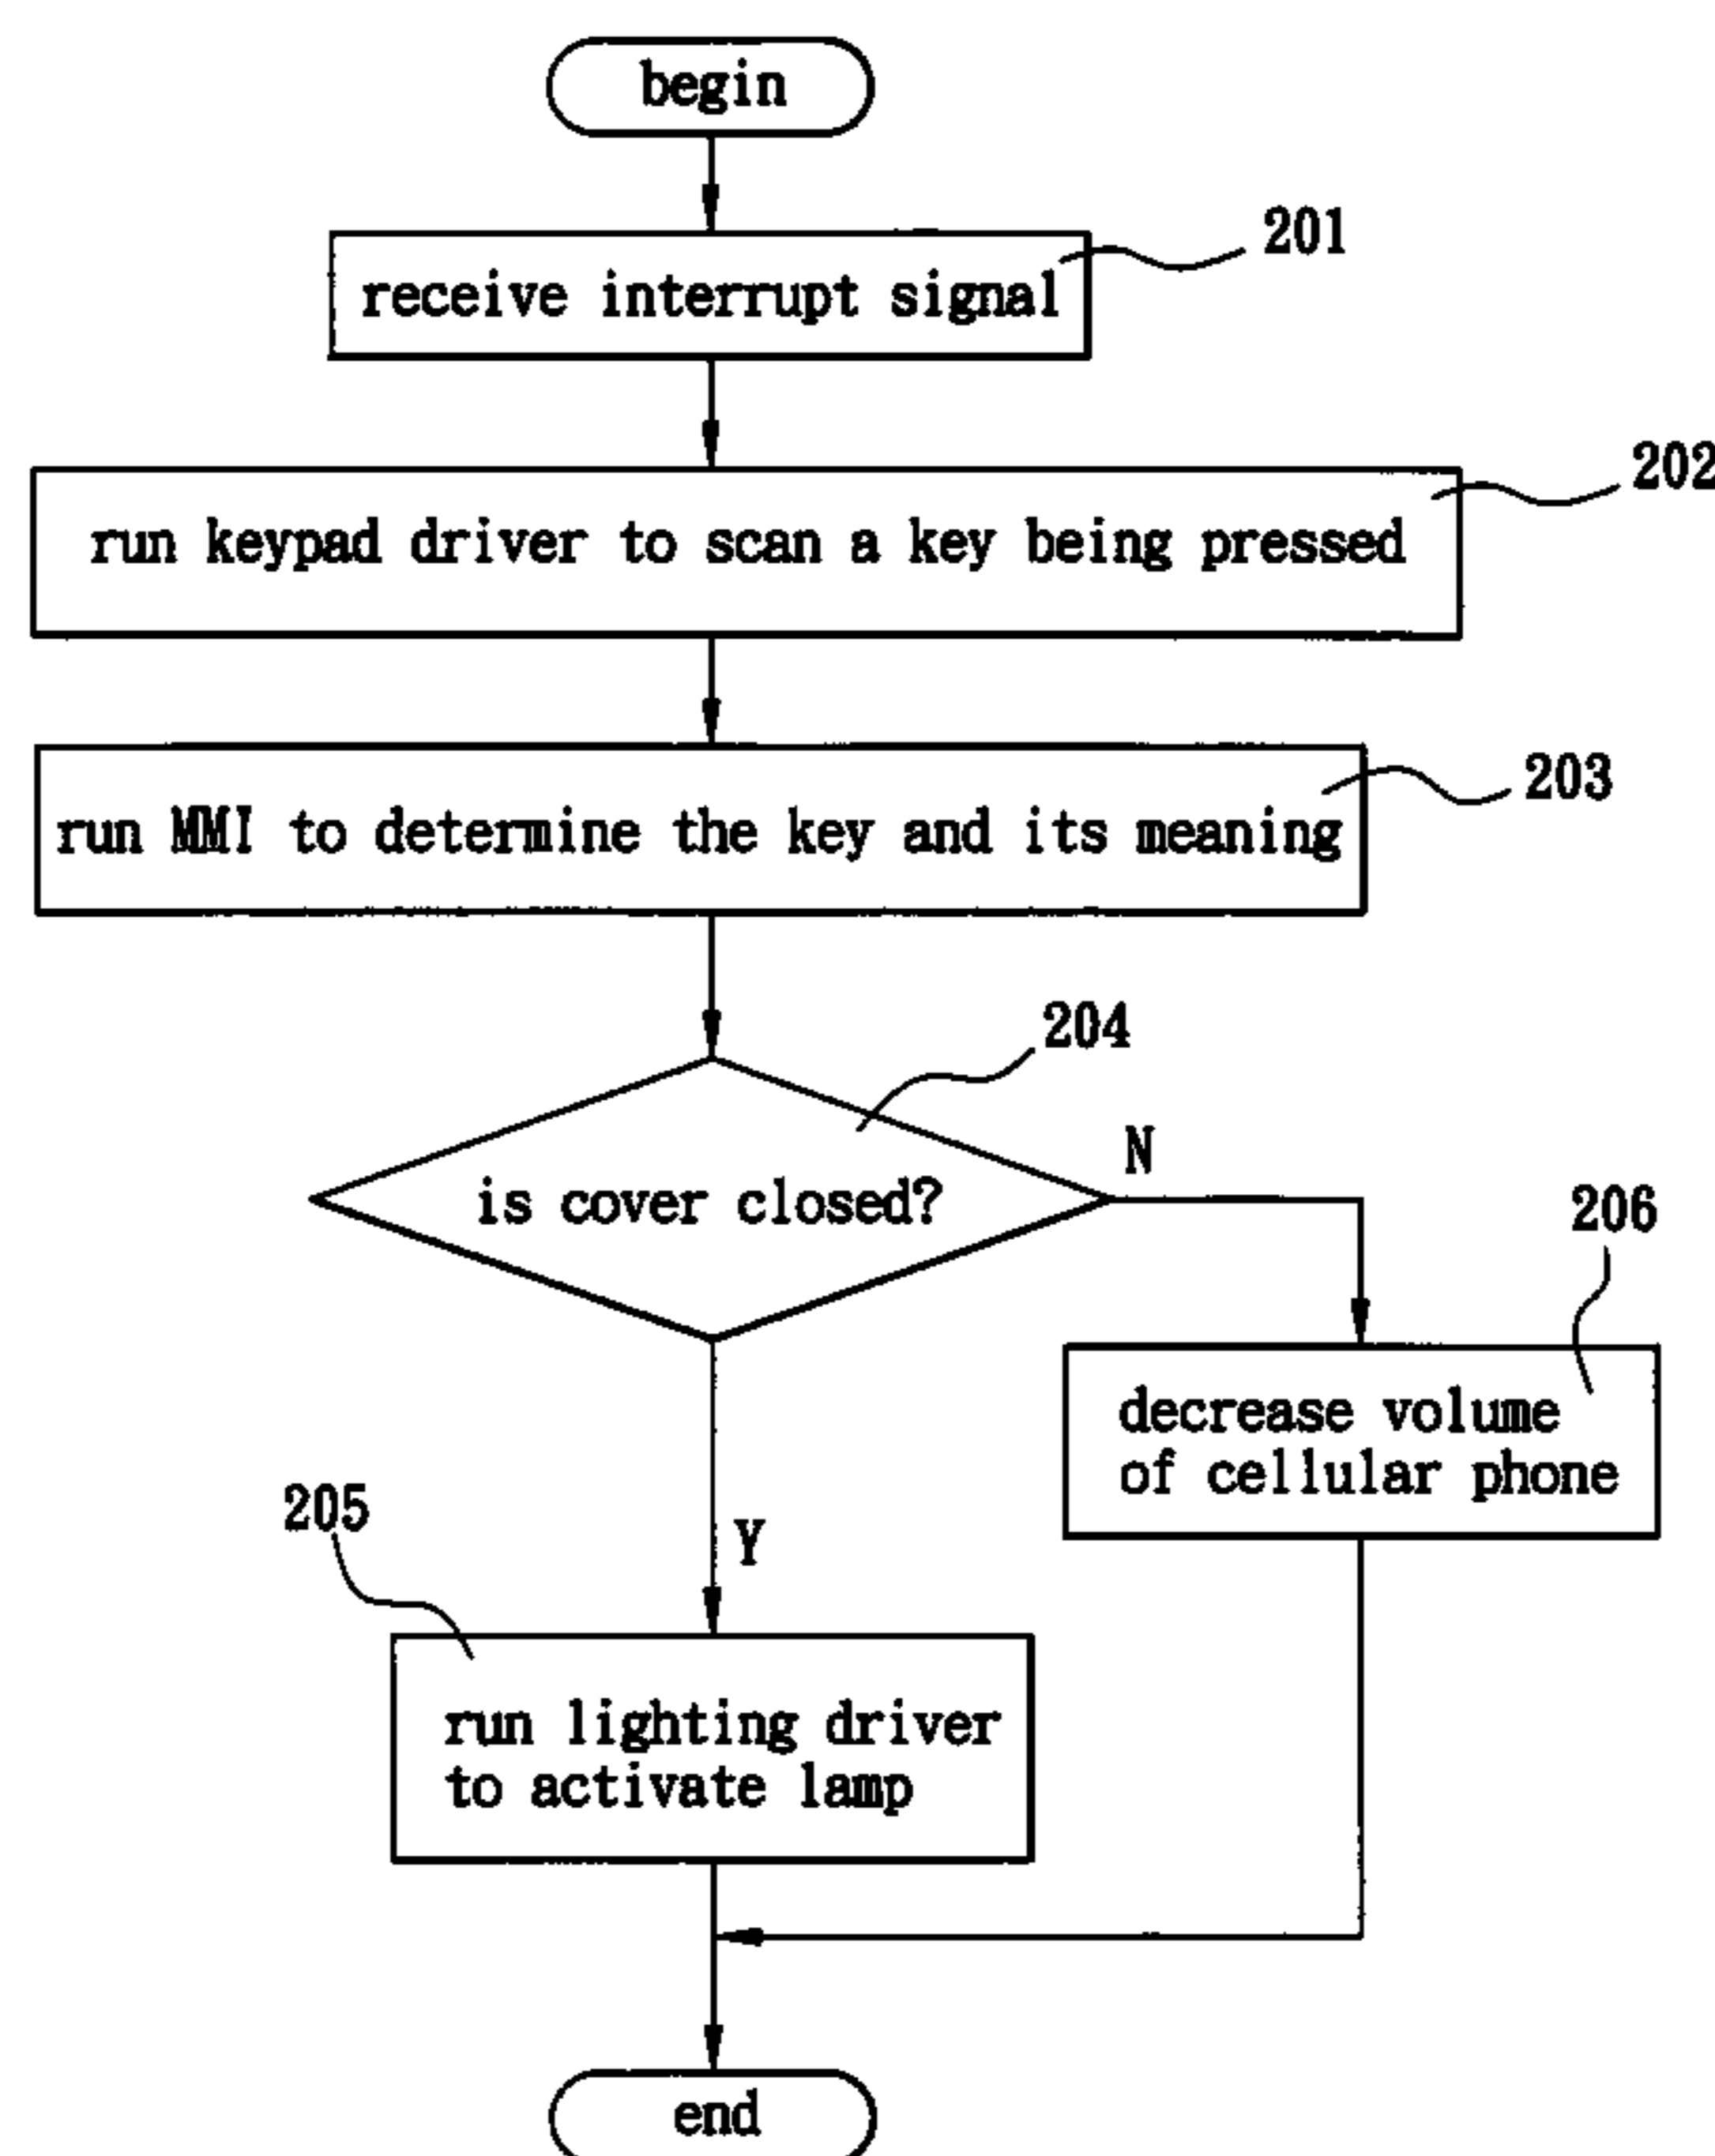 begin
201
receive interrupt signal
202
run keypad driver to scan a key being pressed
203
run MMI to determine the key and its meaning
204
is cover closed?
N
206
decrease volume
of cellular phone
205
Y
run lighting driver
to activate lamp
end